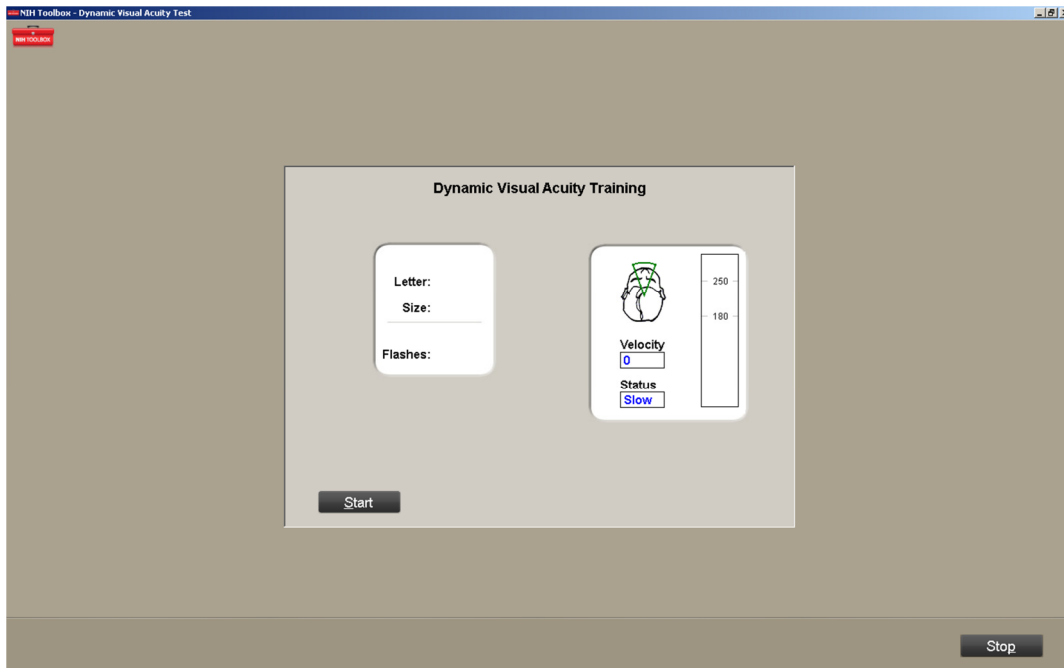 NIH Toolbox - Dynamic Visual Acuity Test
NIH TOOLBOX
Dynamic Visual Acuity Training
Letter:
Size:
Flashes:
250
180
Velocity
0
Status
Slow
Start
Stop